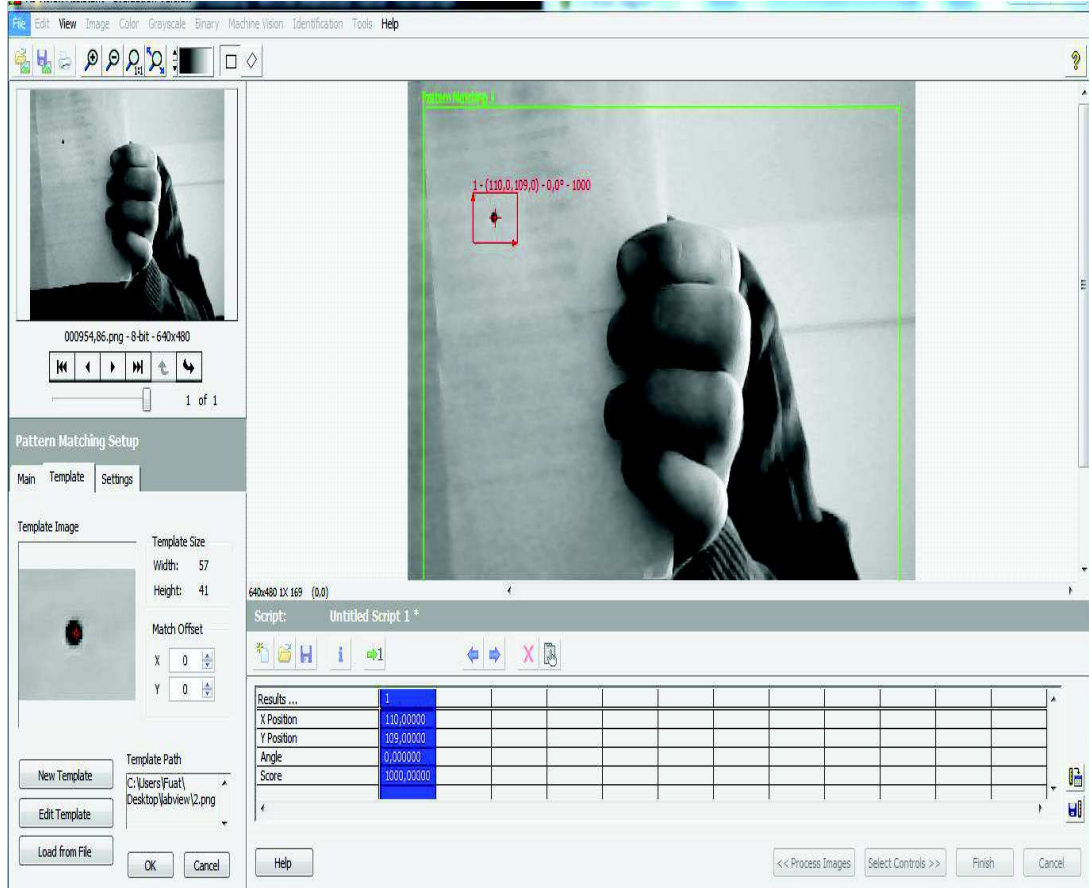 File Edit View Image Color Grayscale Binary Machine Vision Identification Tools Help
1:1
?
Pattern Matching 1
1 - (110,0,109,0) - 0,0° - 1000
000954,86.png - 8-bit - 640x480
1 of 1
Pattern Matching Setup
Main Template Settings
Template Image
Template Size
Width: 57
Height: 41
Match Offset
X 0
Y 0
New Template
Edit Template
Load from File
Template Path
C:\Users\Fuat\
Desktop\labview\2.png
OK Cancel
640x480 1X 169 (0,0)
Script: Untitled Script 1 *
1
Results ... 1
X Position 110,00000
Y Position 109,00000
Angle 0,000000
Score 1000,00000
Help << Process Images Select Controls >> Finish Cancel